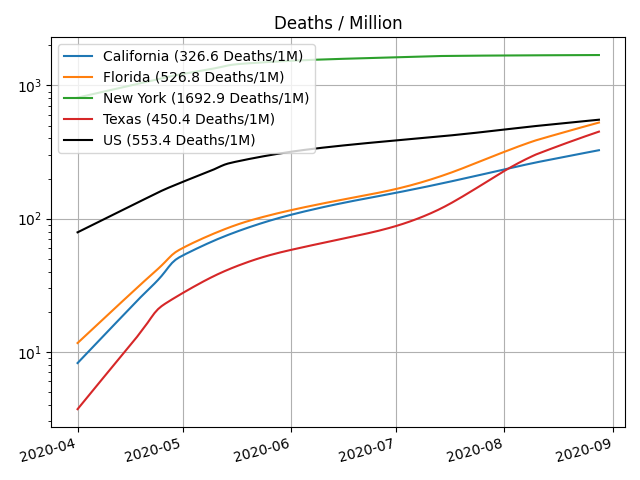 Deaths / Million
California (326.6 Deaths/1M)
Florida (526.8 Deaths/1M)
New York (1692.9 Deaths/1M)
Texas (450.4 Deaths/1M)
US (553.4 Deaths/1M)
10³
10²
10¹
2020-04 2020-05 2020-06 2020-07 2020-08 2020-09